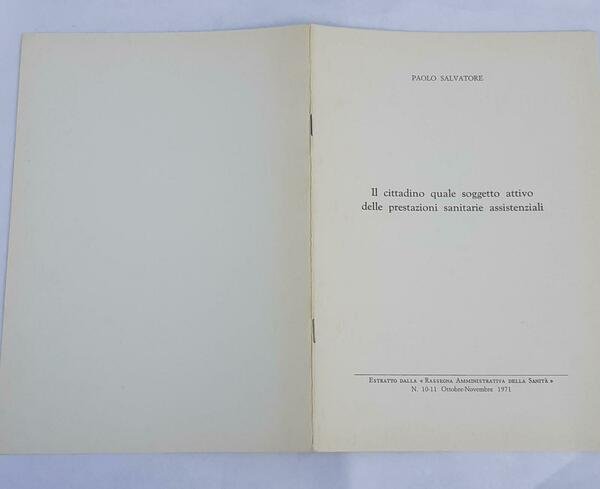 PAOLO SALVATORE
Il cittadino quale soggetto attivo
delle prestazioni sanitarie assistenziali
ESTRATTO DALLA « RASSEGNA AMMINISTRATIVA DELLA SANITÀ »
N. 10-11 Ottobre-Novembre 1971